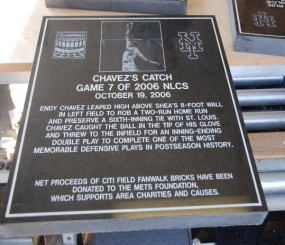 FANWALK
NY
CHAVEZ'S CATCH
GAME 7 OF 2006 NLCS
OCTOBER 19, 2006
ENDY CHAVEZ LEAPED HIGH ABOVE SHEA'S 8-FOOT WALL
IN LEFT FIELD TO ROB A TWO-RUN HOME RUN
AND PRESERVE A SIXTH-INNING TIE WITH ST. LOUIS.
CHAVEZ CAUGHT THE BALL IN THE TIP OF HIS GLOVE
AND THREW TO THE INFIELD FOR AN INNING-ENDING
DOUBLE PLAY TO COMPLETE ONE OF THE MOST
MEMORABLE DEFENSIVE PLAYS IN POSTSEASON HISTORY.
NET PROCEEDS OF CITI FIELD FANWALK BRICKS HAVE BEEN
DONATED TO THE METS FOUNDATION,
WHICH SUPPORTS AREA CHARITIES AND CAUSES.